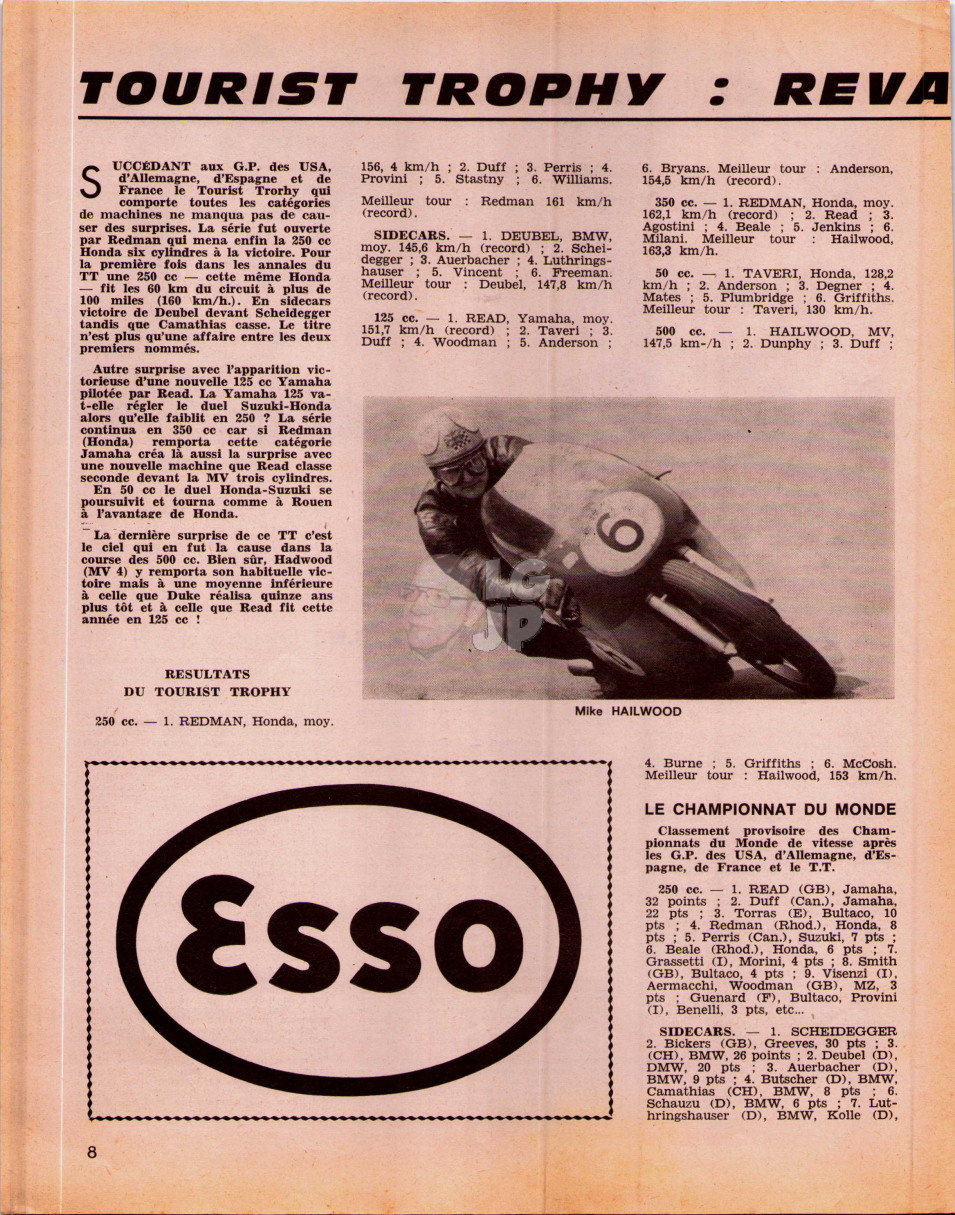 TOURIST TROPHY : REVA
SUCCÉDANT aux G.P. des USA,
d'Allemagne, d'Espagne et de
France le Tourist Trorhy qui
comporte toutes les catégories
de machines ne manqua pas de cau-
ser des surprises. La série fut ouverte
par Redman qui mena enfin la 250 cc
Honda six cylindres à la victoire. Pour
la première fois dans les annales du
TT une 250 cc — cette même Honda
— fit les 60 km du circuit à plus de
100 miles (160 km/h.). En sidecars
victoire de Deubel devant Scheidegger
tandis que Camathias casse. Le titre
n'est plus qu'une affaire entre les deux
premiers nommés.
Autre surprise avec l'apparition vic-
torieuse d'une nouvelle 125 cc Yamaha
pilotée par Read. La Yamaha 125 va-
t-elle régler le duel Suzuki-Honda
alors qu'elle faiblit en 250 ? La série
continua en 350 cc car si Redman
(Honda) remporta cette catégorie
Jamaha créa là aussi la surprise avec
une nouvelle machine que Read classe
seconde devant la MV trois cylindres.
En 50 cc le duel Honda-Suzuki se
poursuivit et tourna comme à Rouen
à l'avantage de Honda.
La dernière surprise de ce TT c'est
le ciel qui en fut la cause dans la
course des 500 cc. Bien sûr, Hadwood
(MV 4) y remporta son habituelle vic-
toire mais à une moyenne inférieure
à celle que Duke réalisa quinze ans
plus tôt et à celle que Read fit cette
année en 125 cc !
RESULTATS
DU TOURIST TROPHY
250 cc. — 1. REDMAN, Honda, moy.
156, 4 km/h ; 2. Duff ; 3. Perris ; 4.
Provini ; 5. Stastny ; 6. Williams.
Meilleur tour : Redman 161 km/h
(record).
SIDECARS. — 1. DEUBEL, BMW,
moy. 145,6 km/h (record) ; 2. Schei-
degger ; 3. Auerbacher ; 4. Luthrings-
hauser ; 5. Vincent ; 6. Freeman.
Meilleur tour : Deubel, 147,8 km/h
(record).
125 cc. — 1. READ, Yamaha, moy.
151,7 km/h (record) ; 2. Taveri ; 3.
Duff ; 4. Woodman ; 5. Anderson ;
6. Bryans. Meilleur tour : Anderson,
154,5 km/h (record).
350 cc. — 1. REDMAN, Honda, moy.
162,1 km/h (record) ; 2. Read ; 3.
Agostini ; 4. Beale ; 5. Jenkins ; 6.
Milani. Meilleur tour : Hailwood,
163,3 km/h.
50 cc. — 1. TAVERI, Honda, 128,2
km/h ; 2. Anderson ; 3. Degner ; 4.
Mates ; 5. Plumbridge ; 6. Griffiths.
Meilleur tour : Taveri, 130 km/h.
500 cc. — 1. HAILWOOD, MV,
147,5 km-/h ; 2. Dunphy ; 3. Duff ;
6
LG
JP
Mike HAILWOOD
4. Burne ; 5. Griffiths ; 6. McCosh.
Meilleur tour : Hailwood, 153 km/h.
LE CHAMPIONNAT DU MONDE
Classement provisoire des Cham-
pionnats du Monde de vitesse après
les G.P. des USA, d'Allemagne, d'Es-
pagne, de France et le T.T.
250 cc. — 1. READ (GB), Jamaha,
32 points ; 2. Duff (Can.), Jamaha,
22 pts ; 3. Torras (E), Bultaco, 10
pts ; 4. Redman (Rhod.), Honda, 8
pts ; 5. Perris (Can.), Suzuki, 7 pts ;
6. Beale (Rhod.), Honda, 6 pts ; 7.
Grassetti (I), Morini, 4 pts ; 8. Smith
(GB), Bultaco, 4 pts ; 9. Visenzi (I),
Aermacchi, Woodman (GB), MZ, 3
pts ; Guenard (F), Bultaco, Provini
(I), Benelli, 3 pts, etc...
SIDECARS. — 1. SCHEIDEGGER
2. Bickers (GB), Greeves, 30 pts ; 3.
(CH), BMW, 26 points ; 2. Deubel (D),
DMW, 20 pts ; 3. Auerbacher (D),
BMW, 9 pts ; 4. Butscher (D), BMW,
Camathias (CH), BMW, 8 pts ; 6.
Schauzu (D), BMW, 6 pts ; 7. Lut-
hringshauser (D), BMW, Kolle (D),
Esso
8